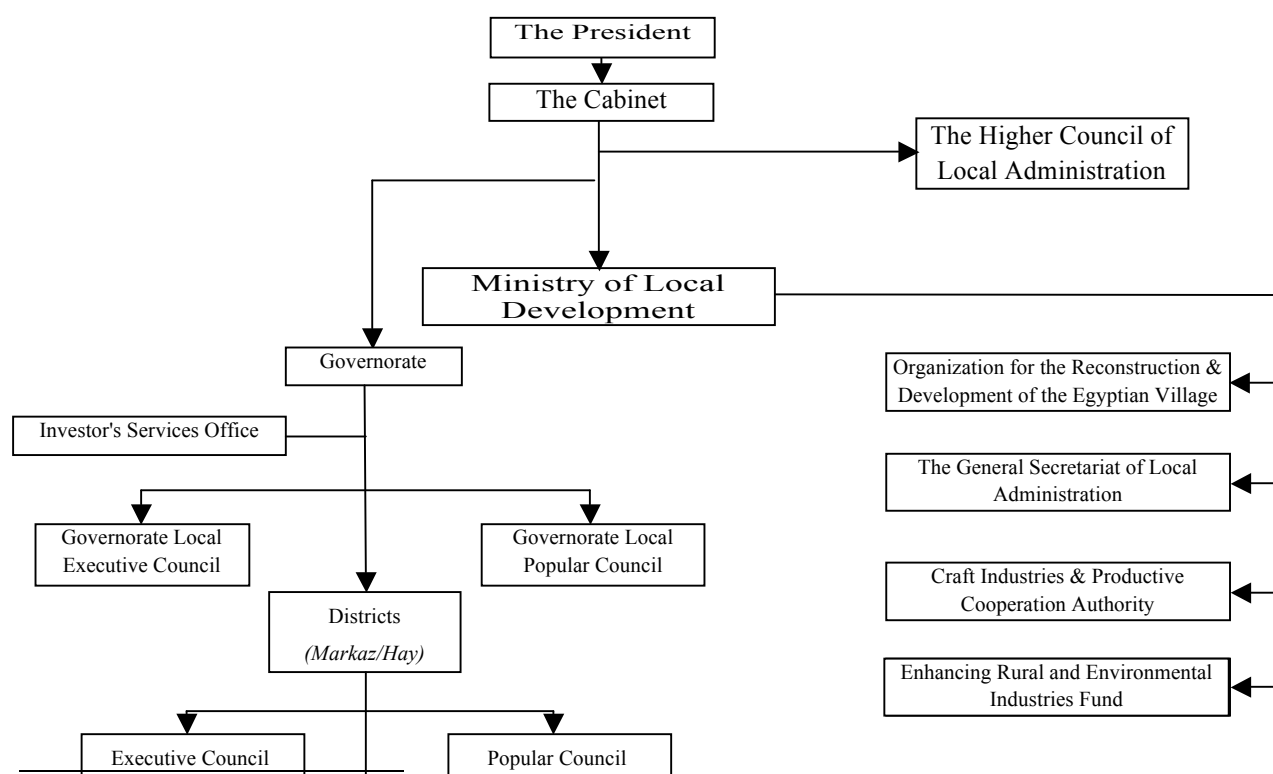 The President
The Cabinet
The Higher Council of
Local Administration
Ministry of Local
Development
Governorate
Organization for the Reconstruction &
Development of the Egyptian Village
Investor's Services Office
The General Secretariat of Local
Administration
Governorate Local
Executive Council
Governorate Local
Popular Council
Craft Industries & Productive
Cooperation Authority
Districts
(Markaz/Hay)
Enhancing Rural and Environmental
Industries Fund
Executive Council
Popular Council